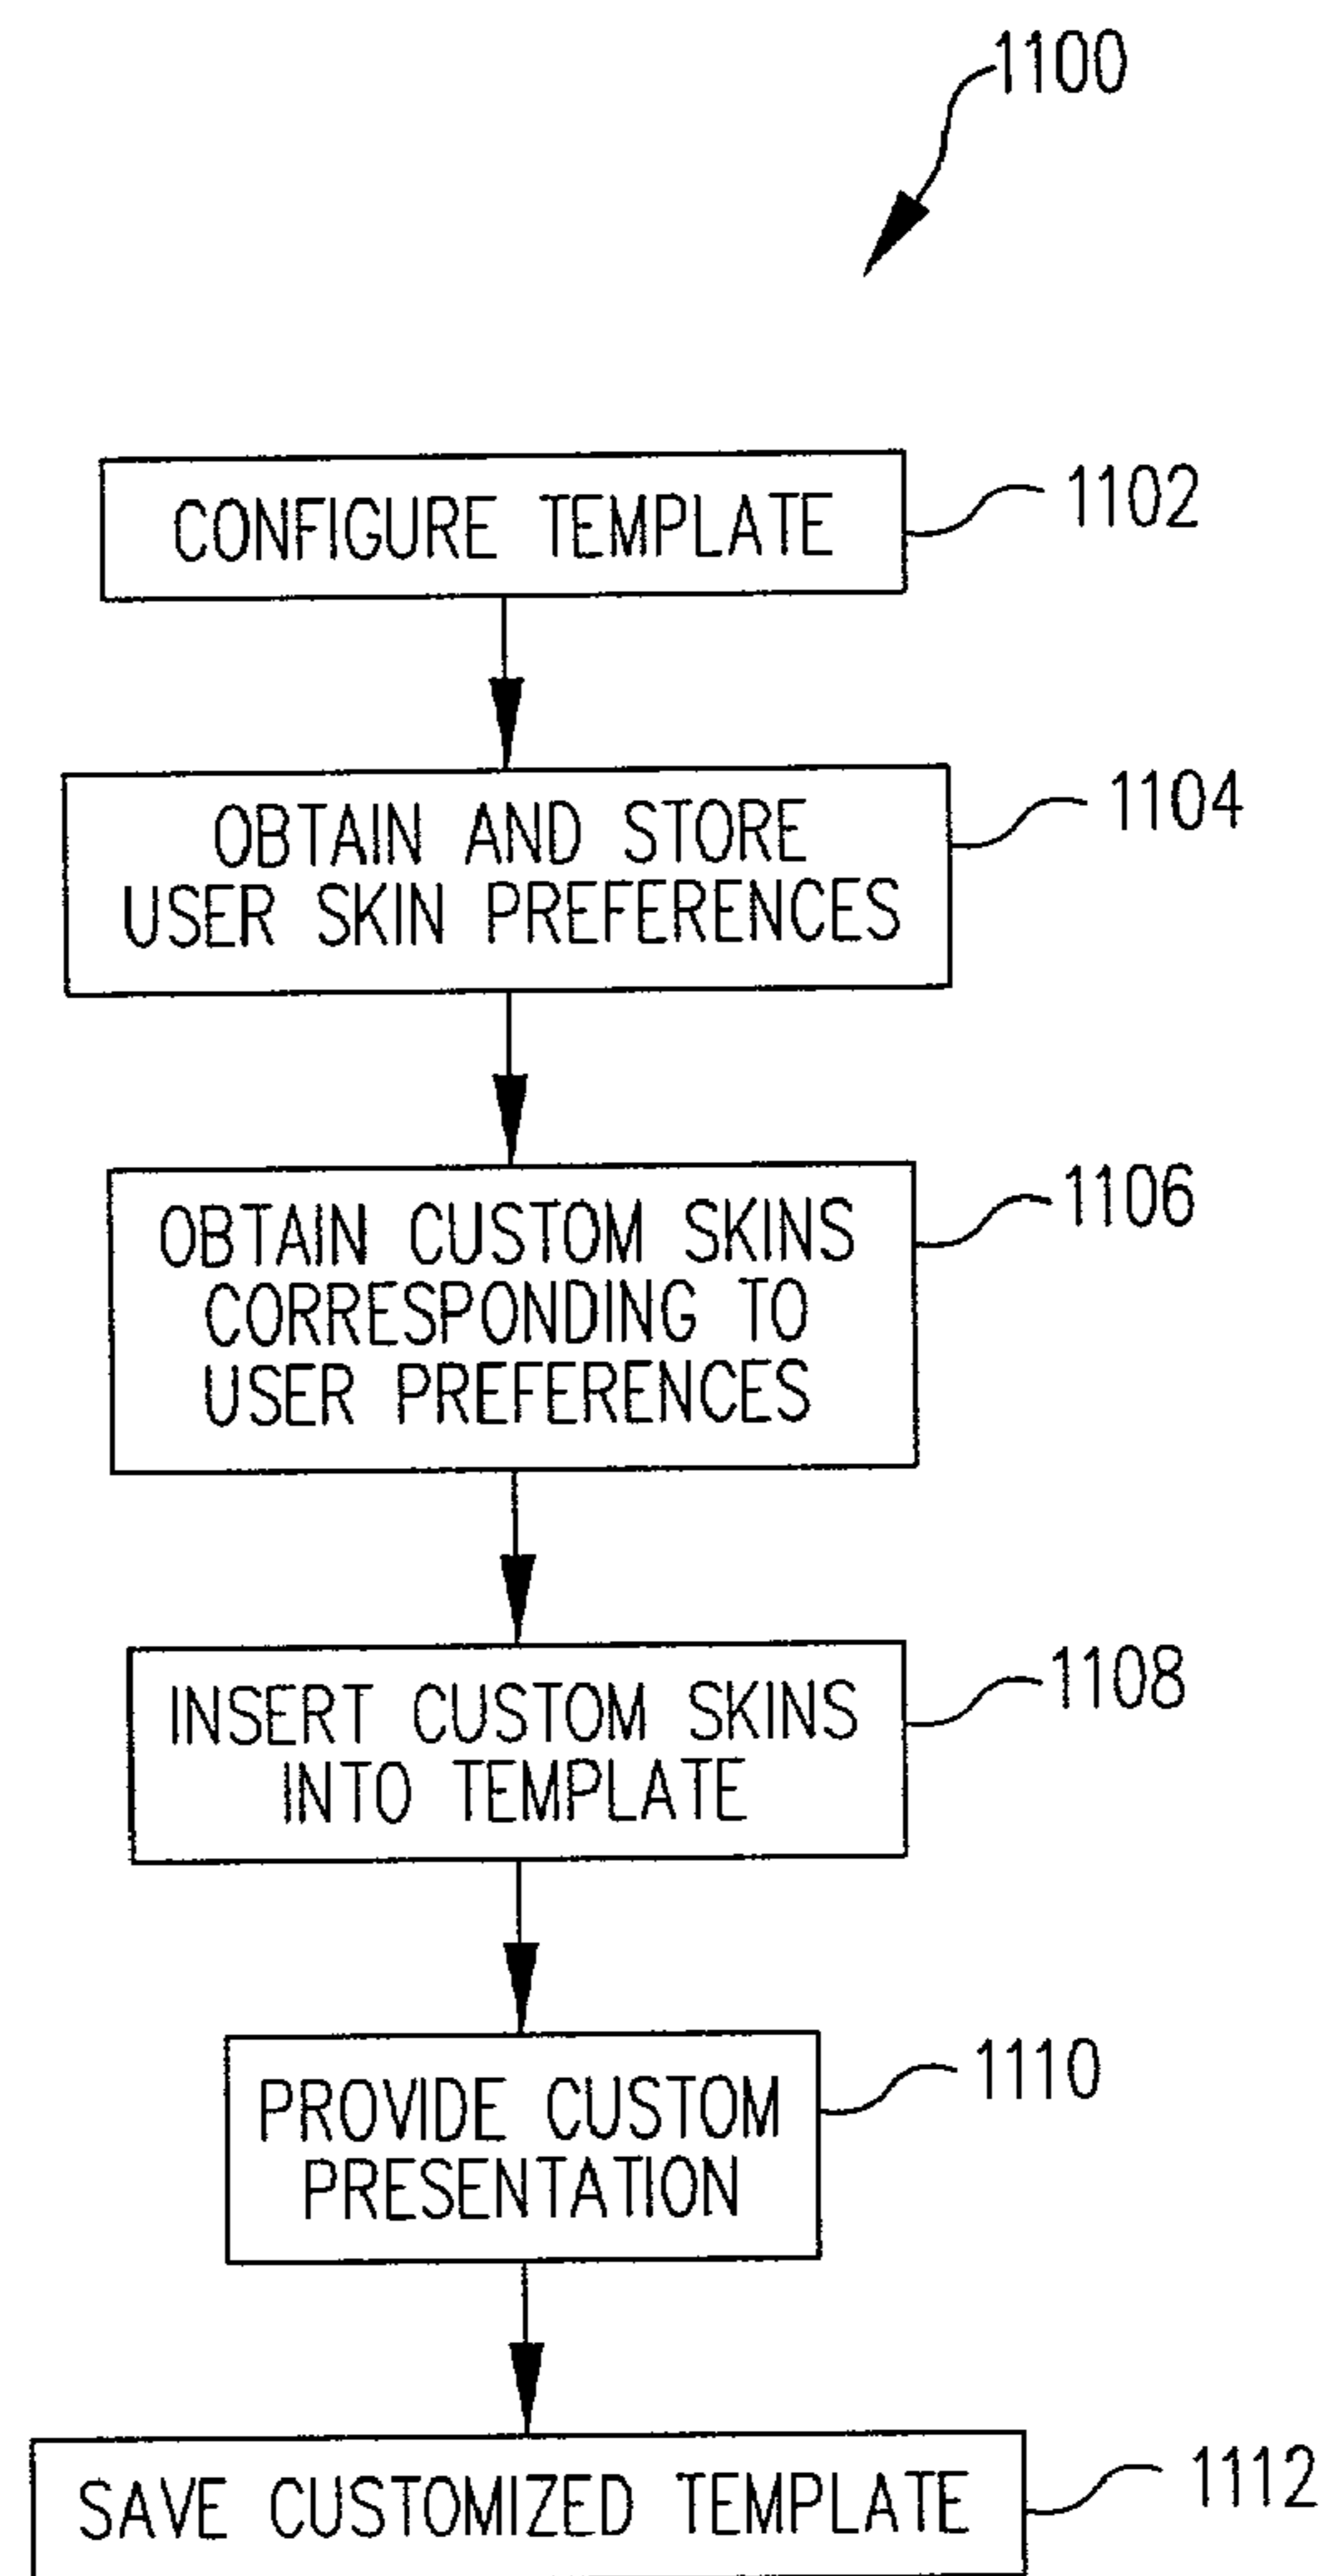 1100
CONFIGURE TEMPLATE
1102
OBTAIN AND STORE
USER SKIN PREFERENCES
1104
OBTAIN CUSTOM SKINS
CORRESPONDING TO
USER PREFERENCES
1106
INSERT CUSTOM SKINS
INTO TEMPLATE
1108
PROVIDE CUSTOM
PRESENTATION
1110
SAVE CUSTOMIZED TEMPLATE
1112